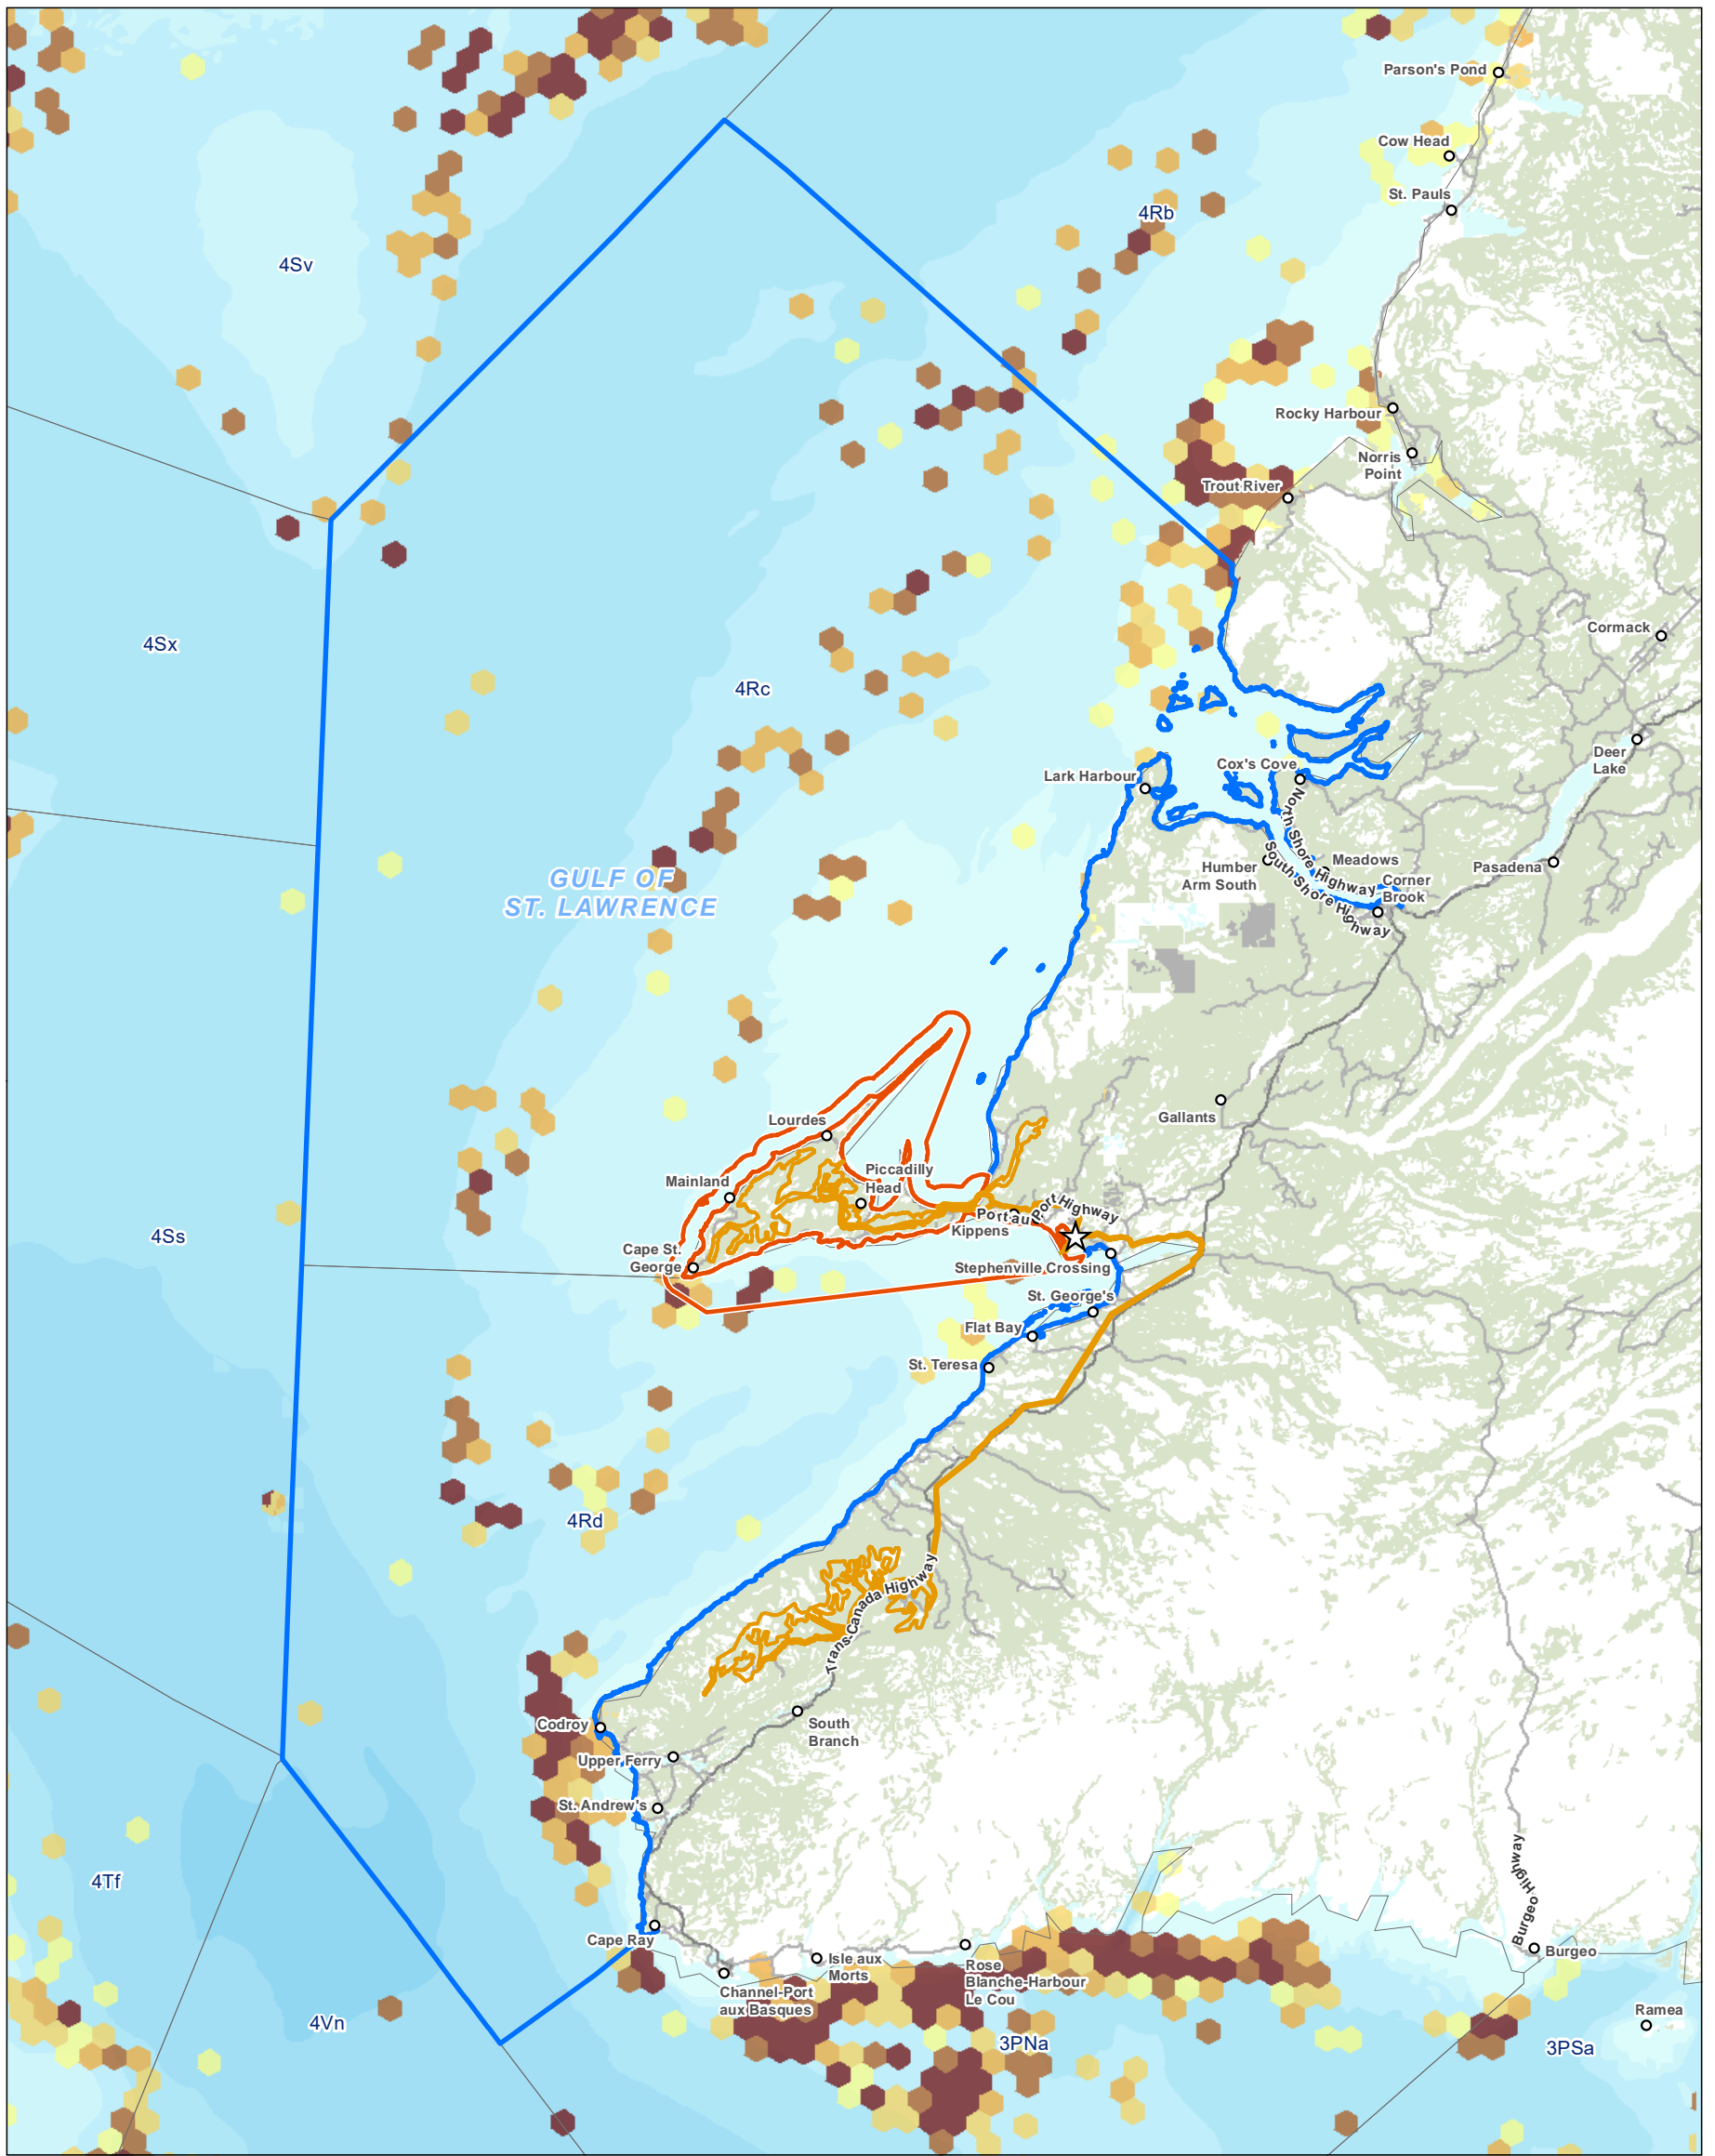 Parson's Pond
Cow Head
St. Pauls
4Rb
4Sv
Rocky Harbour
Norris
Point
Trout River
Cormack
4Sx
4Rc
Deer
Lake
Cox's Cove
Lark Harbour
North Shore Highway
South Shore Highway
Meadows
Humber
Arm South
Corner
Brook
Pasadena
GULF OF
ST. LAWRENCE
Gallants
Lourdes
Piccadilly
Head
Mainland
Port au Port Highway
Kippens
4Ss
Cape St.
George
Stephenville Crossing
St. George's
Flat Bay
St. Teresa
4Rd
Trans-Canada Highway
South
Branch
Codroy
Upper Ferry
St. Andrew's
4Tf
Burgeo Highway
Cape Ray
Isle aux
Morts
Rose
Blanche-Harbour
Le Cou
Burgeo
Channel-Port
aux Basques
Ramea
4Vn
3PNa
3PSa